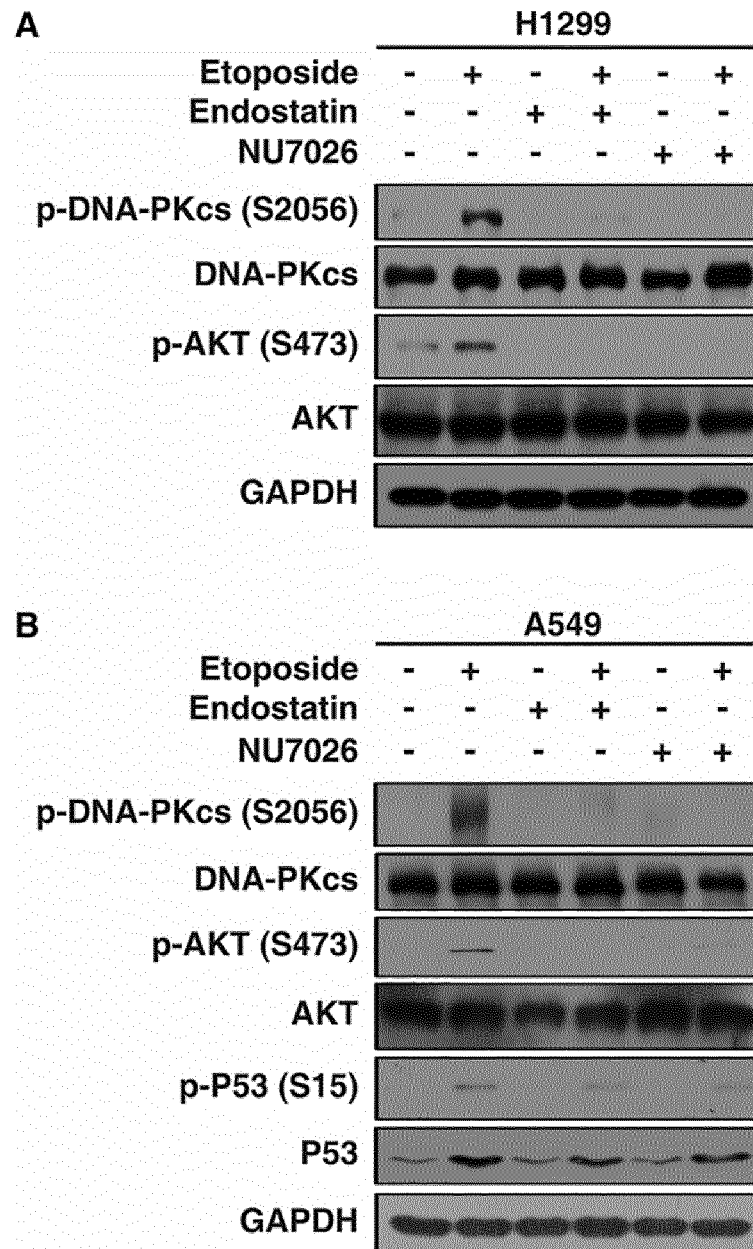 A
H1299
Etoposide - + - + - +
Endostatin - - + + - -
NU7026 - - - - + +
p-DNA-PKcs (S2056)
DNA-PKcs
p-AKT (S473)
AKT
GAPDH
B
A549
Etoposide - + - + - +
Endostatin - - + + - -
NU7026 - - - - + +
p-DNA-PKcs (S2056)
DNA-PKcs
p-AKT (S473)
AKT
p-P53 (S15)
P53
GAPDH